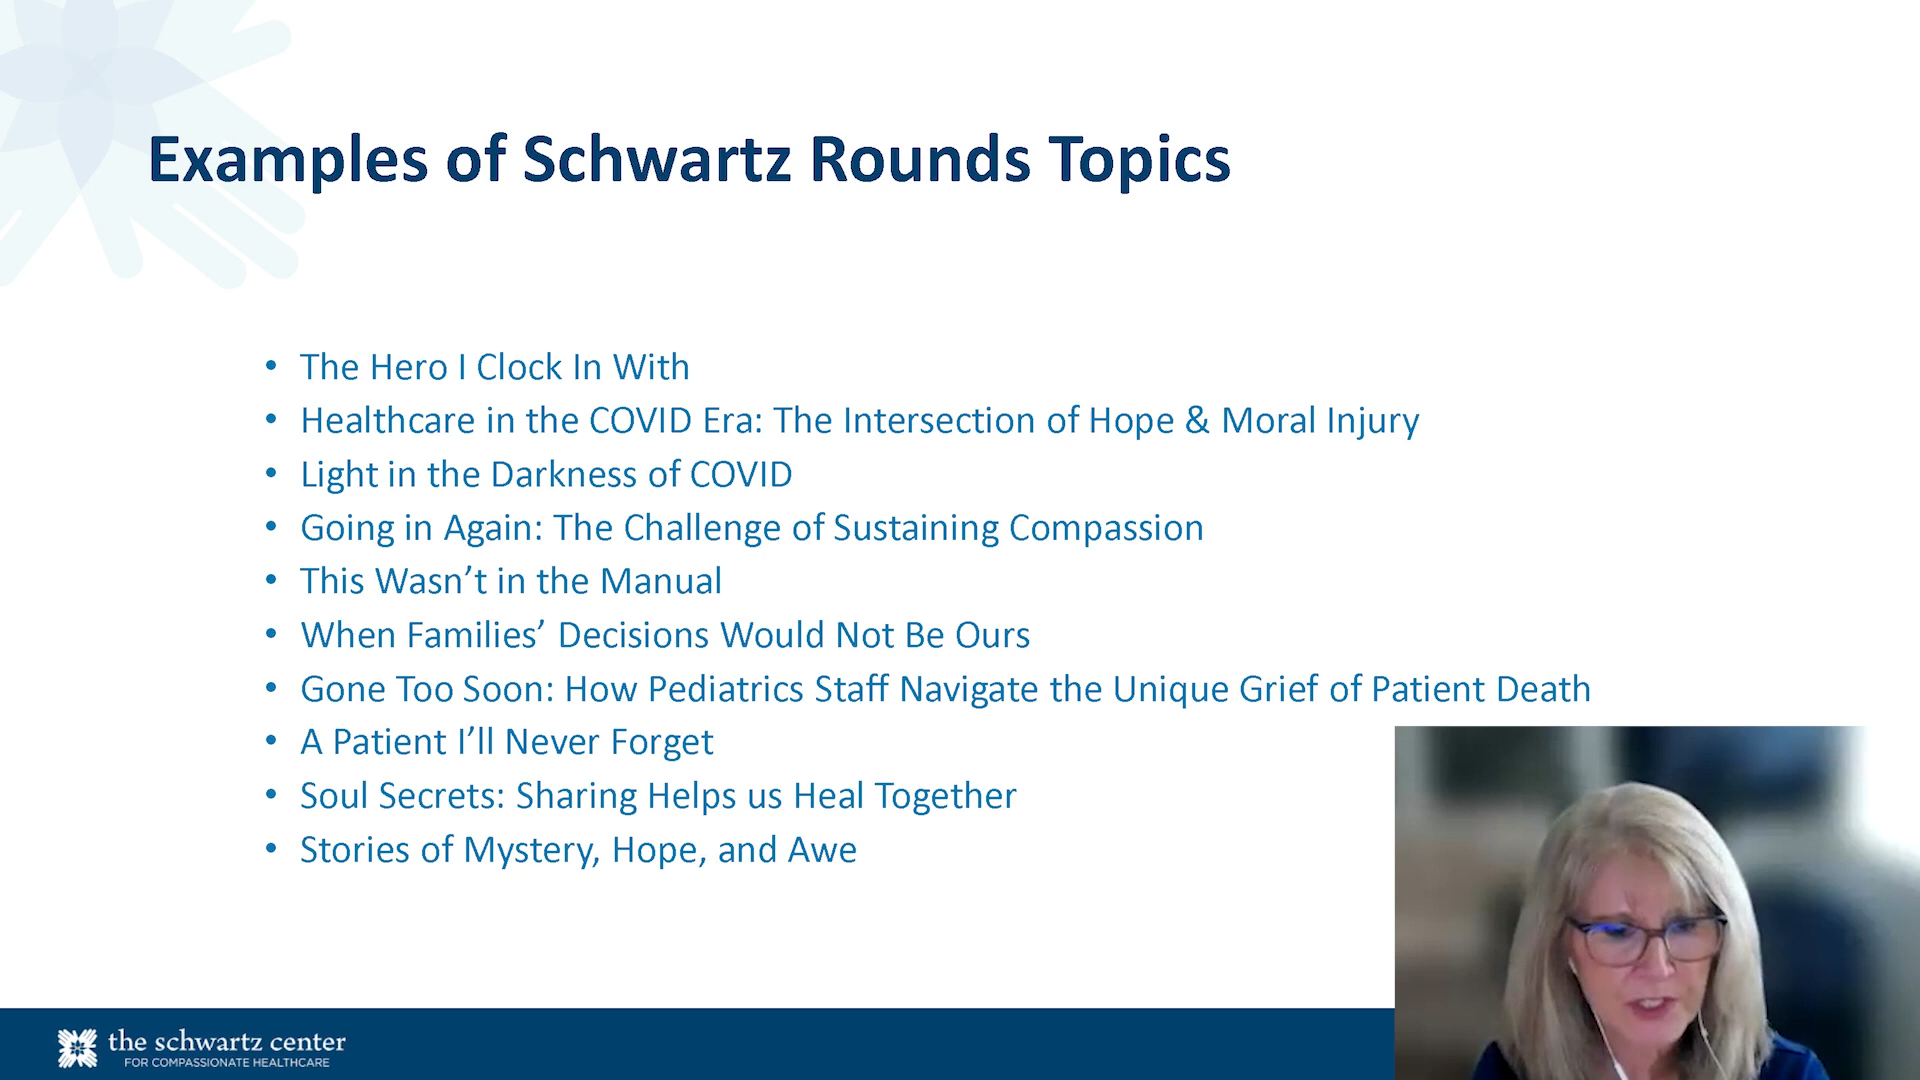 Examples of Schwartz Rounds Topics
• The Hero I Clock In With
• Healthcare in the COVID Era: The Intersection of Hope & Moral Injury
• Light in the Darkness of COVID
• Going in Again: The Challenge of Sustaining Compassion
• This Wasn’t in the Manual
• When Families’ Decisions Would Not Be Ours
• Gone Too Soon: How Pediatrics Staff Navigate the Unique Grief of Patient Death
• A Patient I’ll Never Forget
• Soul Secrets: Sharing Helps us Heal Together
• Stories of Mystery, Hope, and Awe
the schwartz center
FOR COMPASSIONATE HEALTHCARE